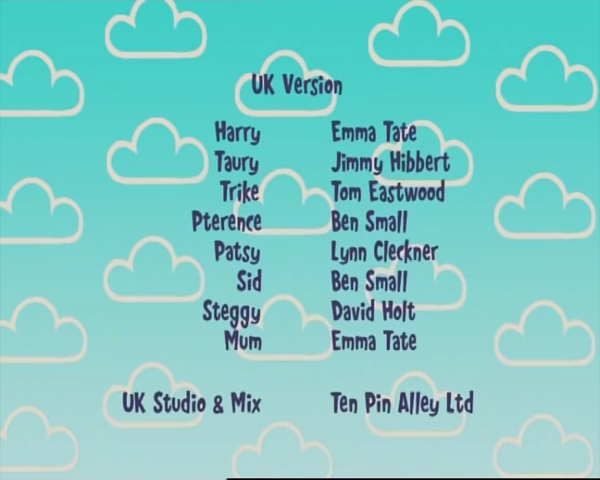 UK Version
Harry Emma Tate
Taury Jimmy Hibbert
Trike Tom Eastwood
Pterence Ben Small
Patsy Lynn Cleckner
Sid Ben Small
Steggy David Holt
Mum Emma Tate
UK Studio & Mix Ten Pin Alley Ltd